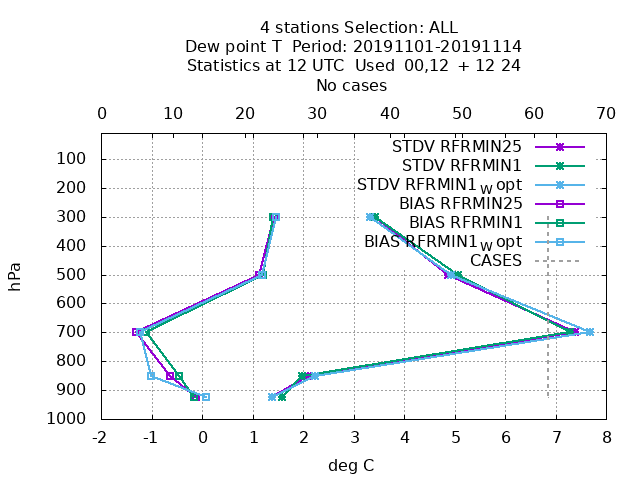 4 stations Selection: ALL
Dew point T  Period: 20191101-20191114
Statistics at 12 UTC  Used  00,12  + 12 24
No cases
0 10 20 30 40 50 60 70
STDV RFRMIN25
STDV RFRMIN1
STDV RFRMIN1 w opt
BIAS RFRMIN25
BIAS RFRMIN1
BIAS RFRMIN1 w opt
CASES
hPa
100
200
300
400
500
600
700
800
900
1000
-2 -1 0 1 2 3 4 5 6 7 8
deg C